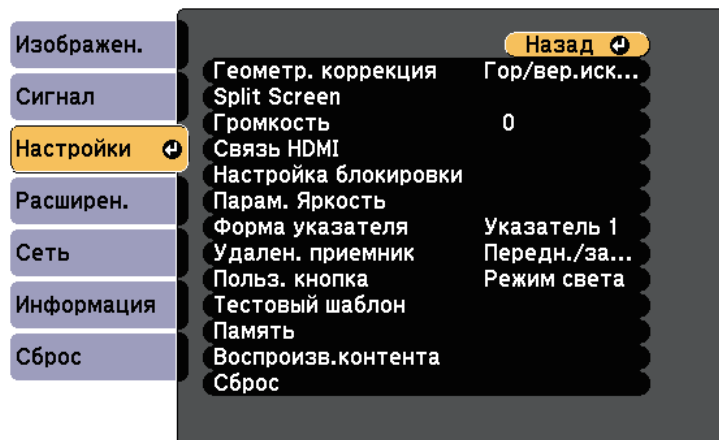 Изображен.
Сигнал
Настройки
Расширен.
Сеть
Информация
Сброс
Назад
Геометр. коррекция Гор/вер.иск...
Split Screen
Громкость 0
Связь HDMI
Настройка блокировки
Парам. Яркость
Форма указателя Указатель 1
Удален. приемник Передн./за...
Польз. кнопка Режим света
Тестовый шаблон
Память
Воспроизв.контента
Сброс